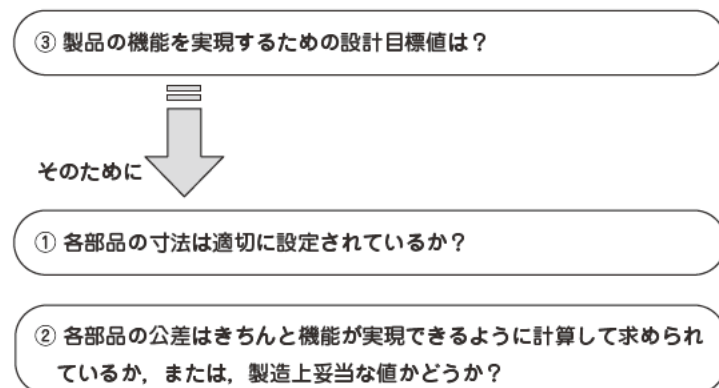 ③ 製品の機能を実現するための設計目標値は？
そのために
① 各部品の寸法は適切に設定されているか？
② 各部品の公差はきちんと機能が実現できるように計算して求められ
ているか，または，製造上妥当な値かどうか？